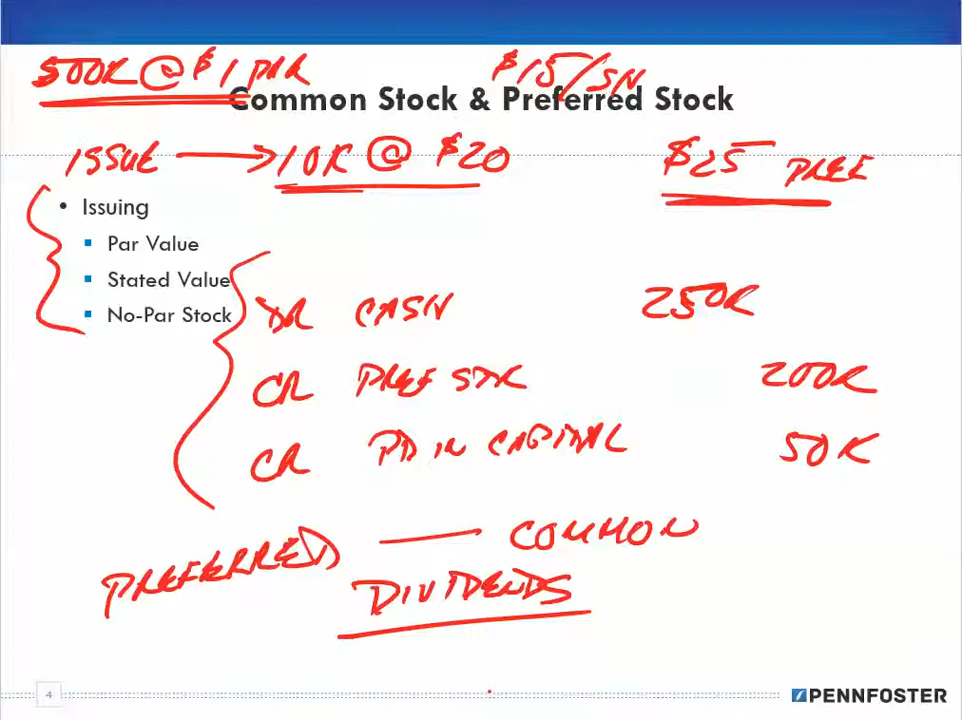 500K @ $1 PAR $15/SH
Common Stock & Preferred Stock
ISSUE → 10K @ $20 $25 PREF
• Issuing
▪ Par Value
▪ Stated Value
▪ No-Par Stock
DR CASH 250K
CR PREF STK 200K
CR PD IN CAPITAL 50K
PREFERRED — COMMON
DIVIDENDS
4
PENNFOSTER